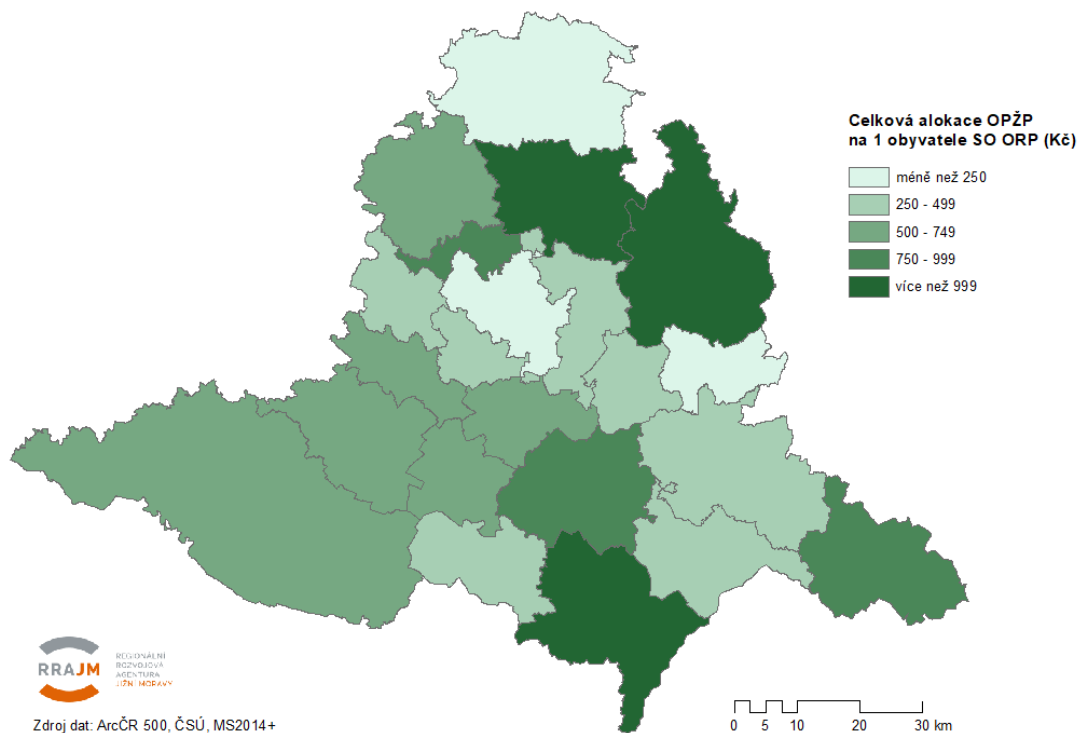 Celková alokace OPŽP
na 1 obyvatele SO ORP (Kč)
méně než 250
250 - 499
500 - 749
750 - 999
více než 999
RRAJM
REGIONÁLNÍ
ROZVOJOVÁ
AGENTURA
JIŽNÍ MORAVY
Zdroj dat: ArcČR 500, ČSÚ, MS2014+
0 5 10 20 30 km